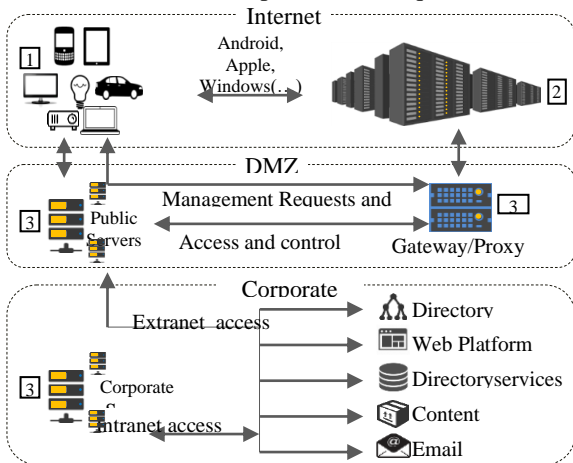 Internet
1
Android,
Apple,
Windows(…)
2
DMZ
Management Requests and
3
Public
Servers
3
Access and control
Gateway/Proxy
Corporate
Extranet access
Directory
Web Platform
3
Corporate
Directoryservices
Intranet access
Content
Email